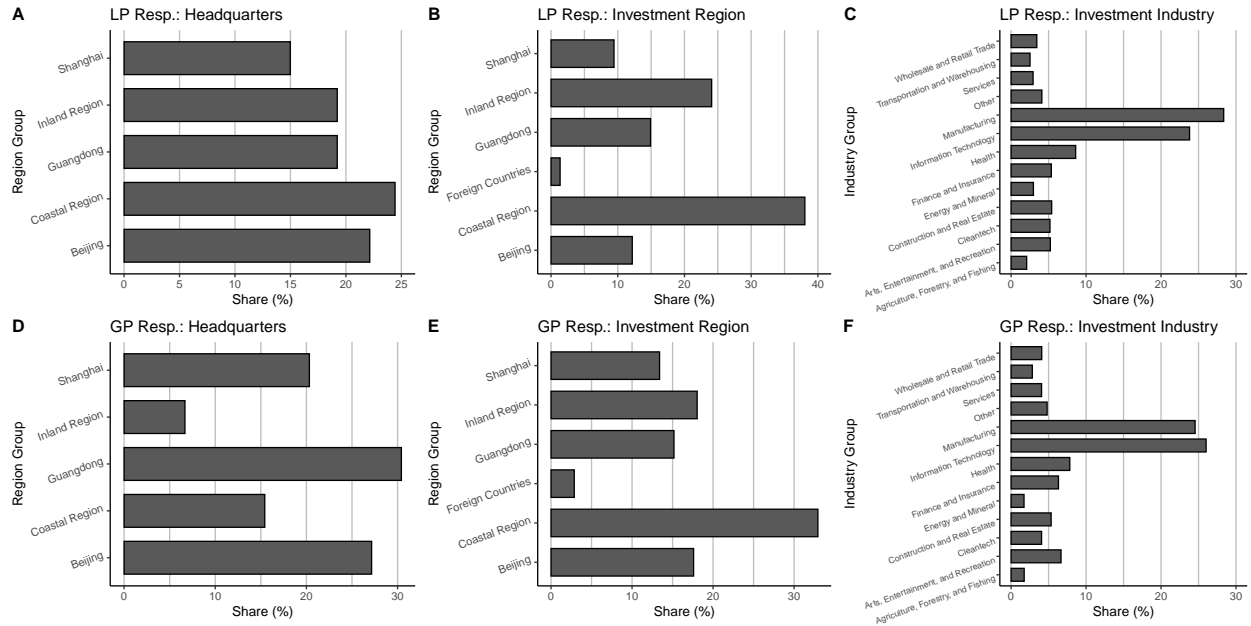 A
LP Resp.: Headquarters
Region Group
Shanghai
Inland Region
Guangdong
Coastal Region
Beijing
0 5 10 15 20 25
Share (%)
B
LP Resp.: Investment Region
Region Group
Shanghai
Inland Region
Guangdong
Foreign Countries
Coastal Region
Beijing
0 10 20 30 40
Share (%)
C
LP Resp.: Investment Industry
Industry Group
Wholesale and Retail Trade
Transportation and Warehousing
Services
Other
Manufacturing
Information Technology
Health
Finance and Insurance
Energy and Mineral
Construction and Real Estate
Cleantech
Arts, Entertainment, and Recreation
Agriculture, Forestry, and Fishing
0 10 20 30
Share (%)
D
GP Resp.: Headquarters
Region Group
Shanghai
Inland Region
Guangdong
Coastal Region
Beijing
0 10 20 30
Share (%)
E
GP Resp.: Investment Region
Region Group
Shanghai
Inland Region
Guangdong
Foreign Countries
Coastal Region
Beijing
0 10 20 30
Share (%)
F
GP Resp.: Investment Industry
Industry Group
Wholesale and Retail Trade
Transportation and Warehousing
Services
Other
Manufacturing
Information Technology
Health
Finance and Insurance
Energy and Mineral
Construction and Real Estate
Cleantech
Arts, Entertainment, and Recreation
Agriculture, Forestry, and Fishing
0 10 20 30
Share (%)